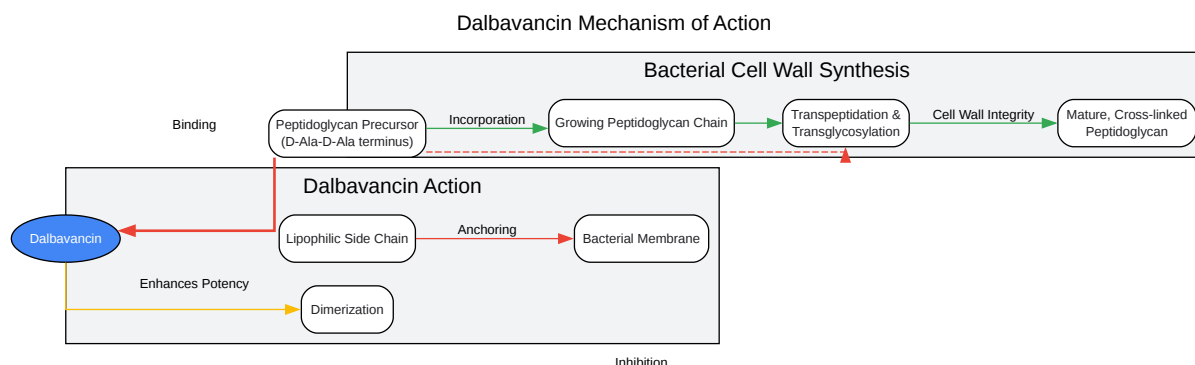 Dalbavancin Mechanism of Action
Bacterial Cell Wall Synthesis
Binding
Peptidoglycan Precursor
(D-Ala-D-Ala terminus)
Incorporation
Growing Peptidoglycan Chain
Transpeptidation &
Transglycosylation
Cell Wall Integrity
Mature, Cross-linked
Peptidoglycan
Dalbavancin Action
Dalbavancin
Lipophilic Side Chain
Anchoring
Bacterial Membrane
Enhances Potency
Dimerization
Inhibition